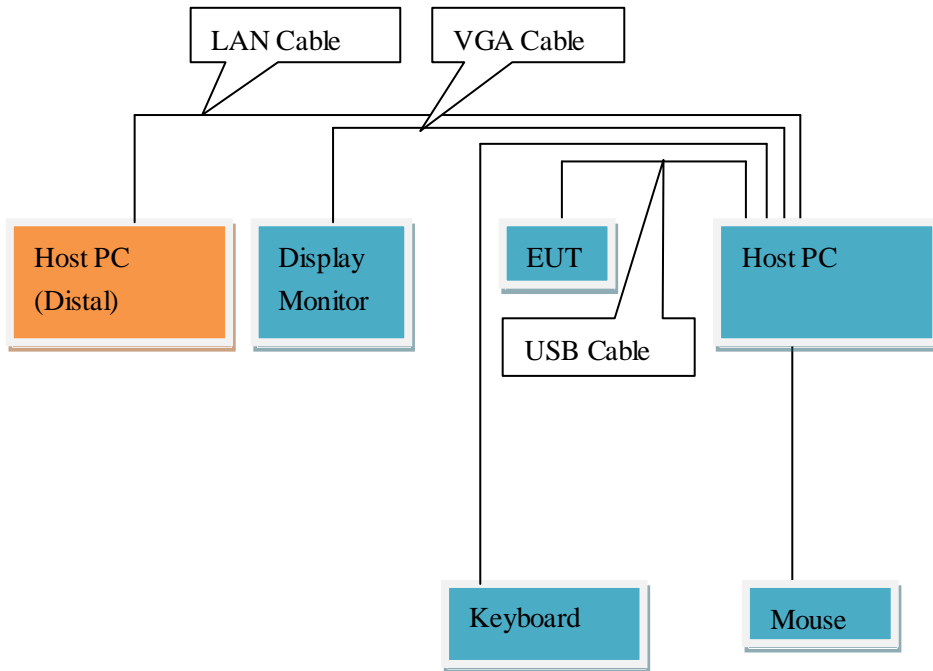 LAN Cable
VGA Cable
Host PC
(Distal)
Display
Monitor
EUT
Host PC
USB Cable
Keyboard
Mouse